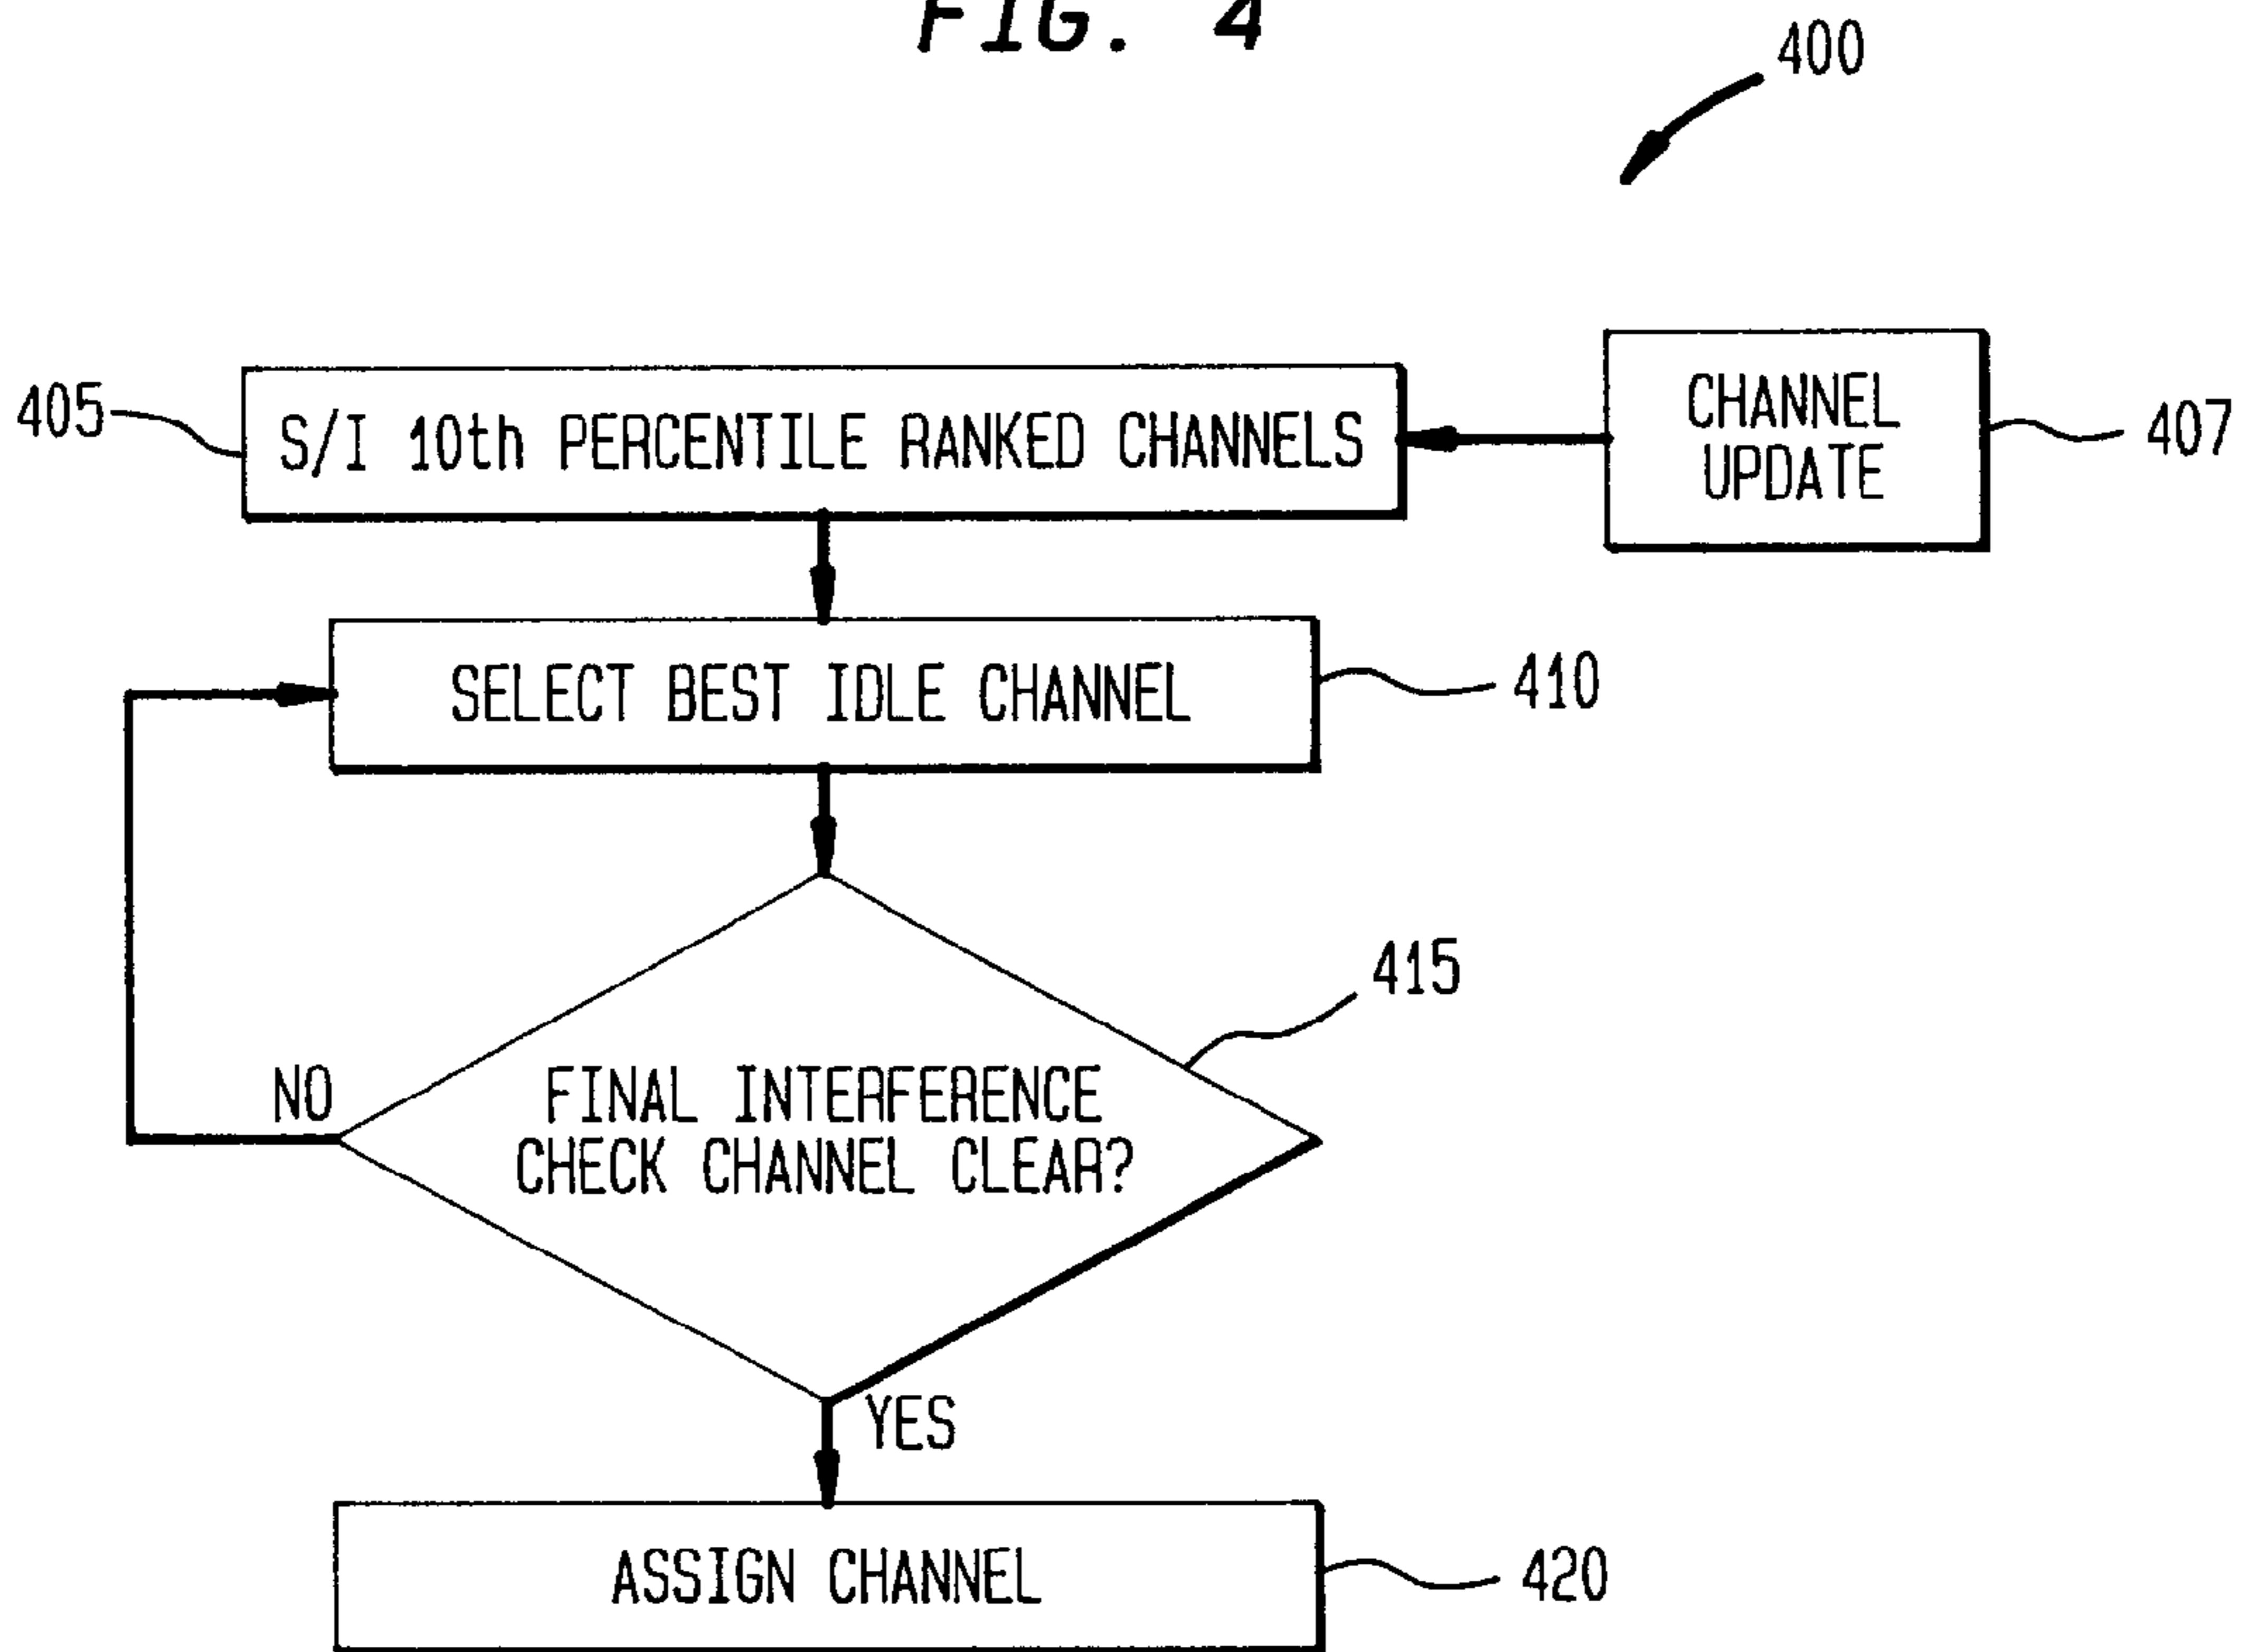 FIG. 4
400
405
S/I 10th PERCENTILE RANKED CHANNELS
CHANNEL
UPDATE
407
SELECT BEST IDLE CHANNEL
410
415
NO
FINAL INTERFERENCE
CHECK CHANNEL CLEAR?
YES
ASSIGN CHANNEL
420